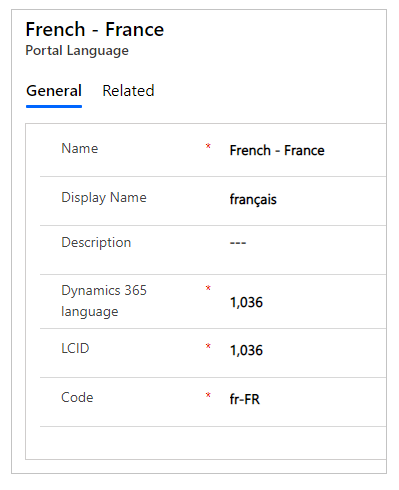 French - France
Portal Language
General Related
Name * French - France
Display Name français
Description ---
Dynamics 365 language * 1,036
LCID * 1,036
Code * fr-FR